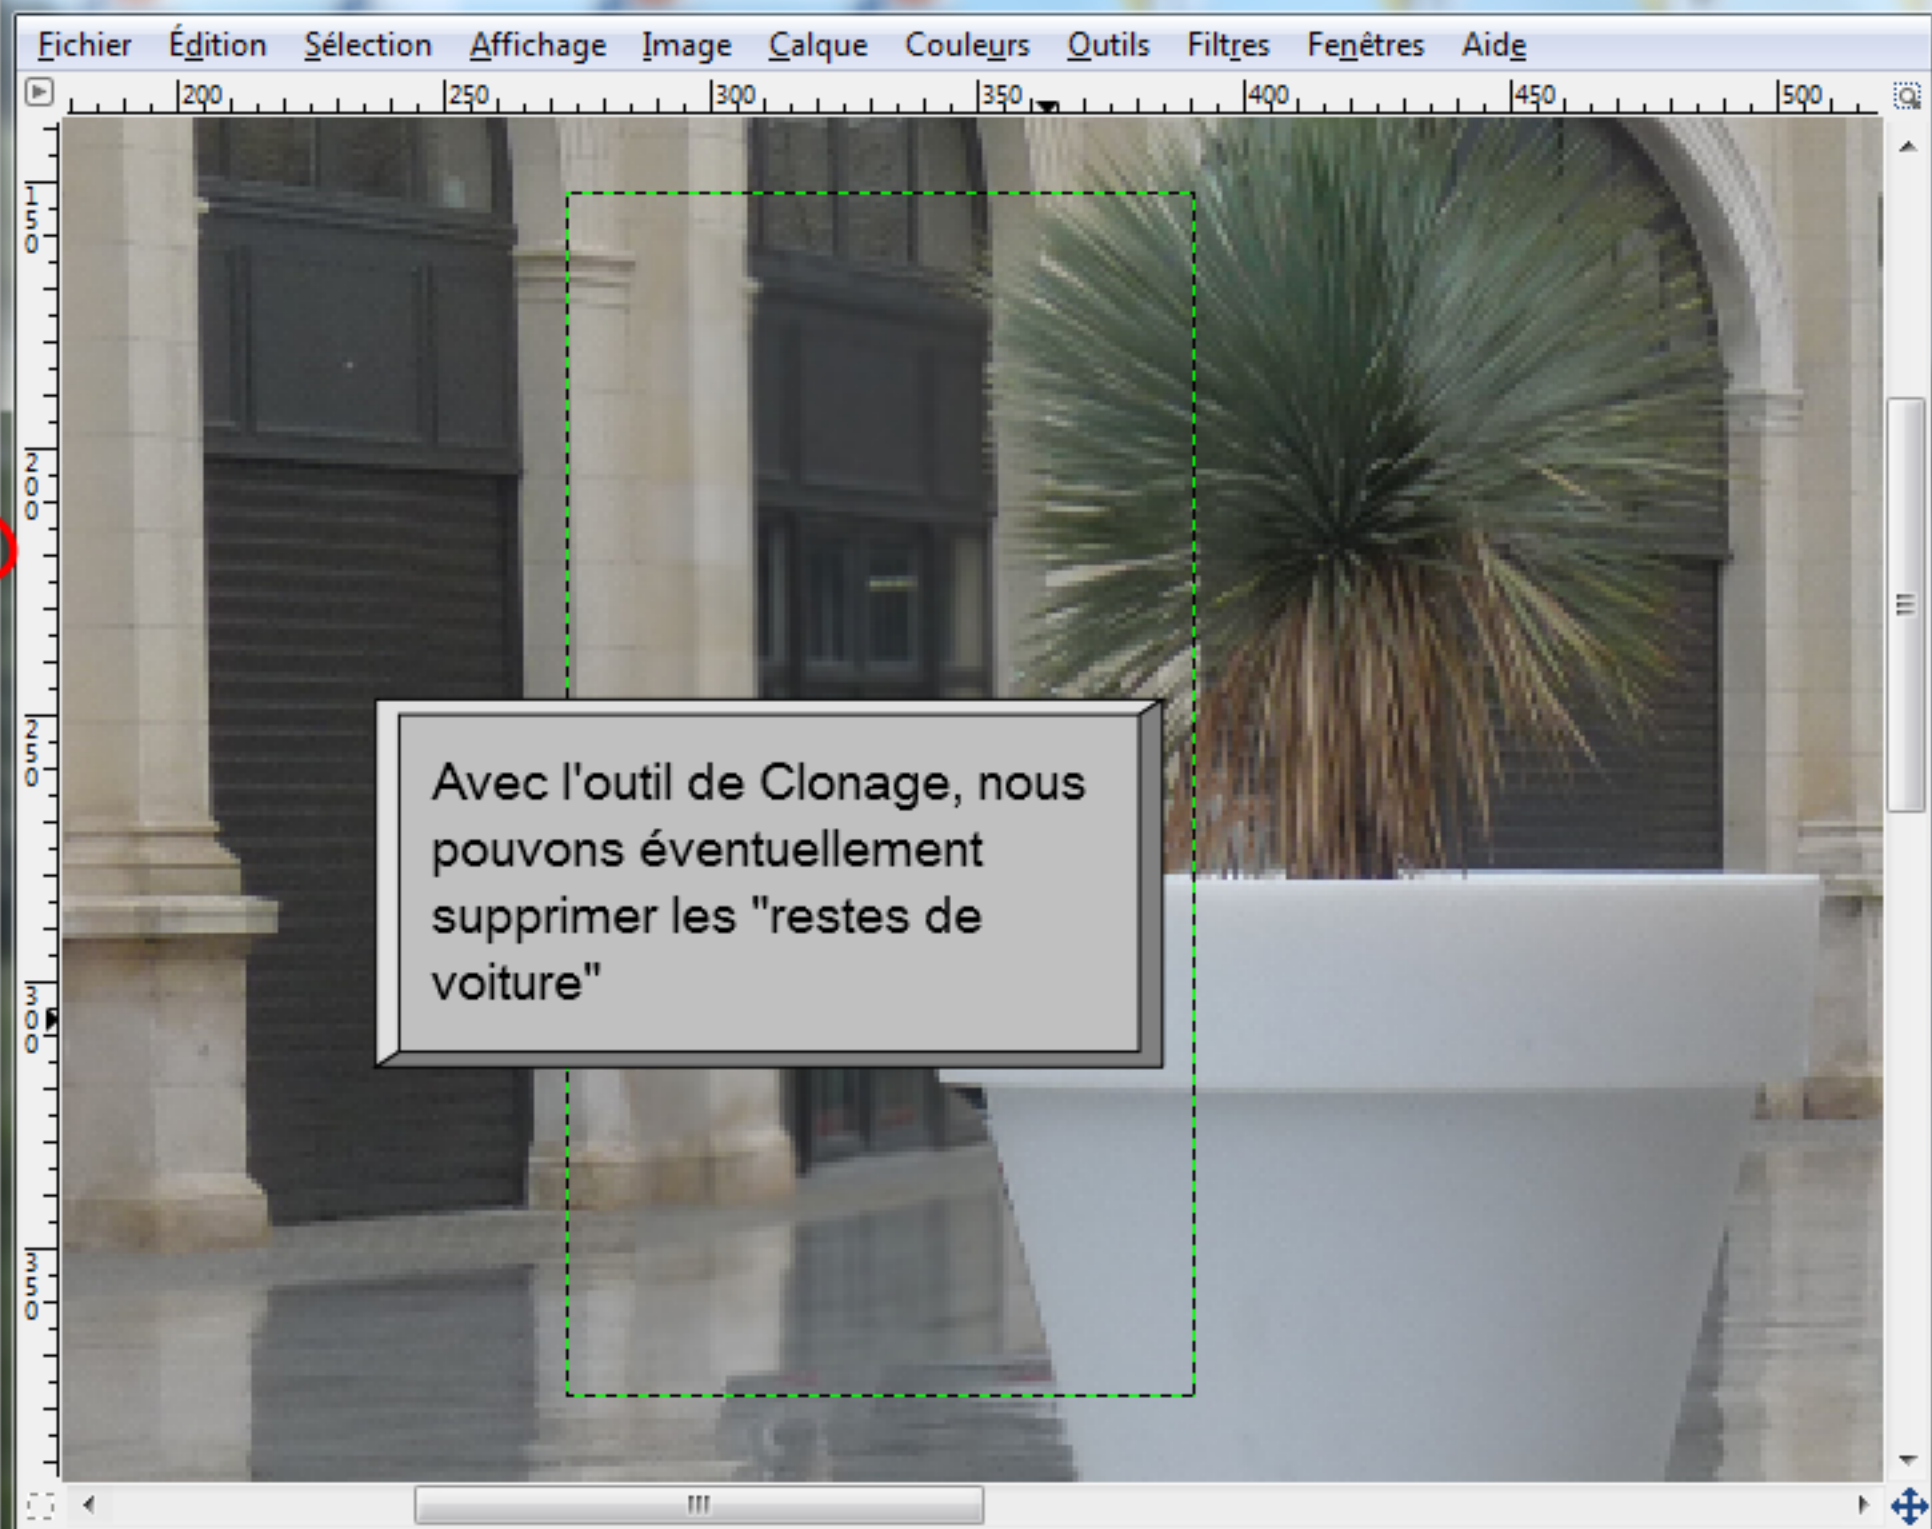 Fichier Édition Sélection Affichage Image Calque Couleurs Outils Filtres Fenêtres Aide
200 250 300 350 400 450 500
150
200
250
300
350
Avec l'outil de Clonage, nous
pouvons éventuellement
supprimer les "restes de
voiture"